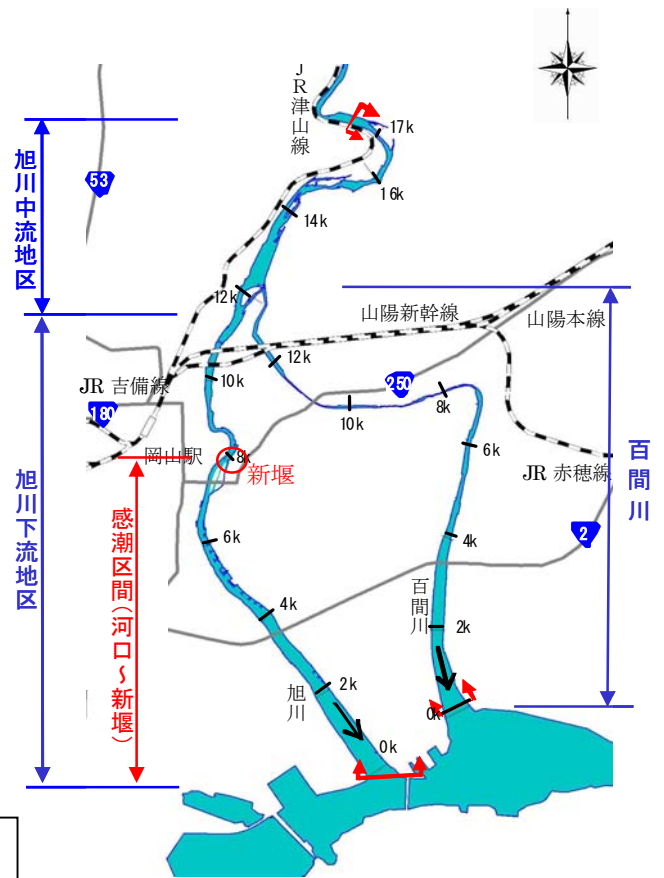 JR津山線
17k
16k
53
14k
旭川中流地区
12k
山陽新幹線
山陽本線
12k
JR 吉備線
10k
250
180
10k
8k
岡山駅
8k
新堰
6k
JR 赤穂線
百間川
旭川下流地区
感潮区間(河口～新堰)
6k
4k
2
4k
百間川
2k
旭川
2k
0k
0k